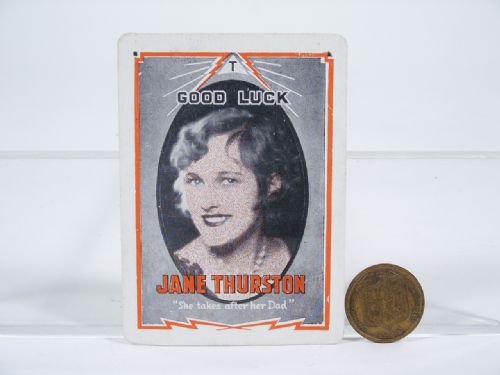 T
GOOD LUCK
JANE THURSTON
"She takes after her Dad"